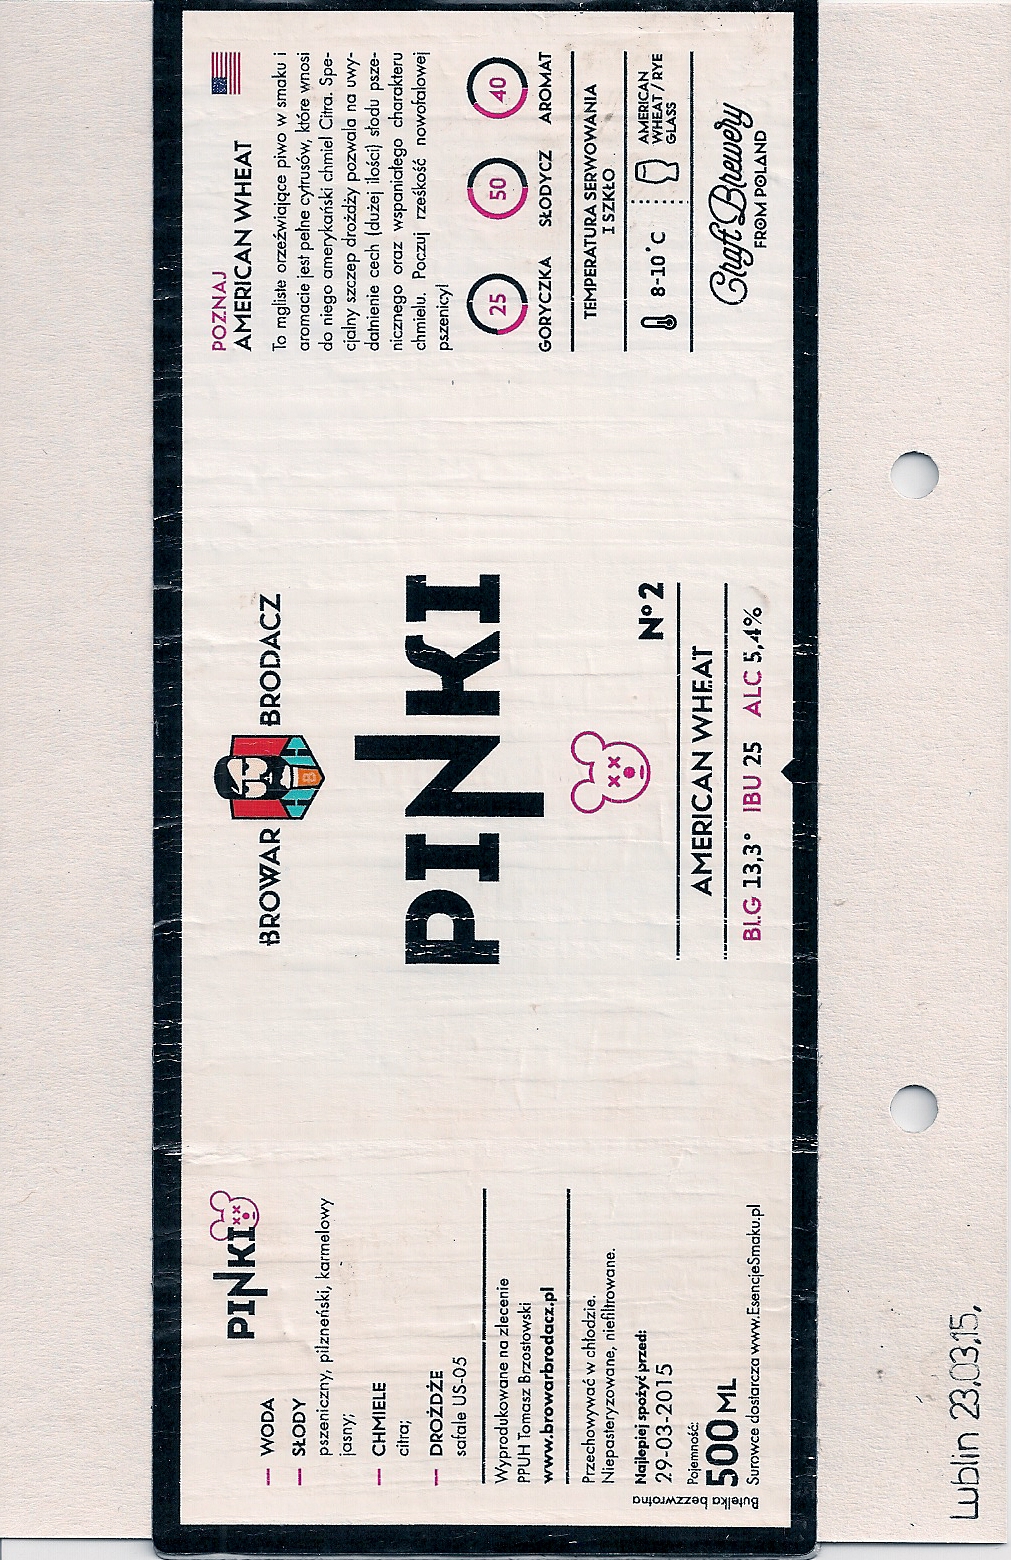 PINKI
— WODA
— SŁODY
pszeniczny, pilzneński, karmelowy
jasny;
— CHMIELE
citra;
— DROŻDŻE
safale US-05
Wyprodukowane na zlecenie
PPUH Tomasz Brzostowski
www.browarbrodacz.pl
Przechowywać w chłodzie.
Niepasteryzowane, niefiltrowane.
Najlepiej spożyć przed:
29-03-2015
Pojemność:
500 ML
Surowce dostarcza www.EsencjeSmaku.pl
Butelka bezzwrotna
BROWAR BRODACZ
B
PINKI
Nº 2
AMERICAN WHEAT
BLG 13,3° IBU 25 ALC 5,4%
POZNAJ
AMERICAN WHEAT
To mgliste orzeźwiające piwo w smaku i
aromacie jest pełne cytrusów, które wnosi
do niego amerykański chmiel Citra. Spe-
cjalny szczep drożdży pozwala na uwy-
datnienie cech (dużej ilości) słodu psze-
nicznego oraz wspaniałego charakteru
chmielu. Poczuj rześkość nowofalowej
pszenicy!
25 50 40
GORYCZKA SŁODYCZ AROMAT
TEMPERATURA SERWOWANIA
I SZKŁO
8-10°C
AMERICAN
WHEAT / RYE
GLASS
Craft Brewery
FROM POLAND
Lublin 23.03.15.